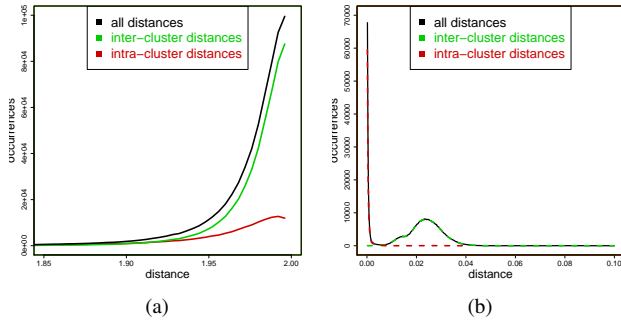 all distances
inter-cluster distances
intra-cluster distances
occurrences
0e+00 2e+04 4e+04 6e+04 8e+04 1e+05
1.85 1.90 1.95 2.00
distance
(a)
all distances
inter-cluster distances
intra-cluster distances
occurrences
0 10000 20000 30000 40000 50000 60000 70000
0.00 0.02 0.04 0.06 0.08 0.10
distance
(b)